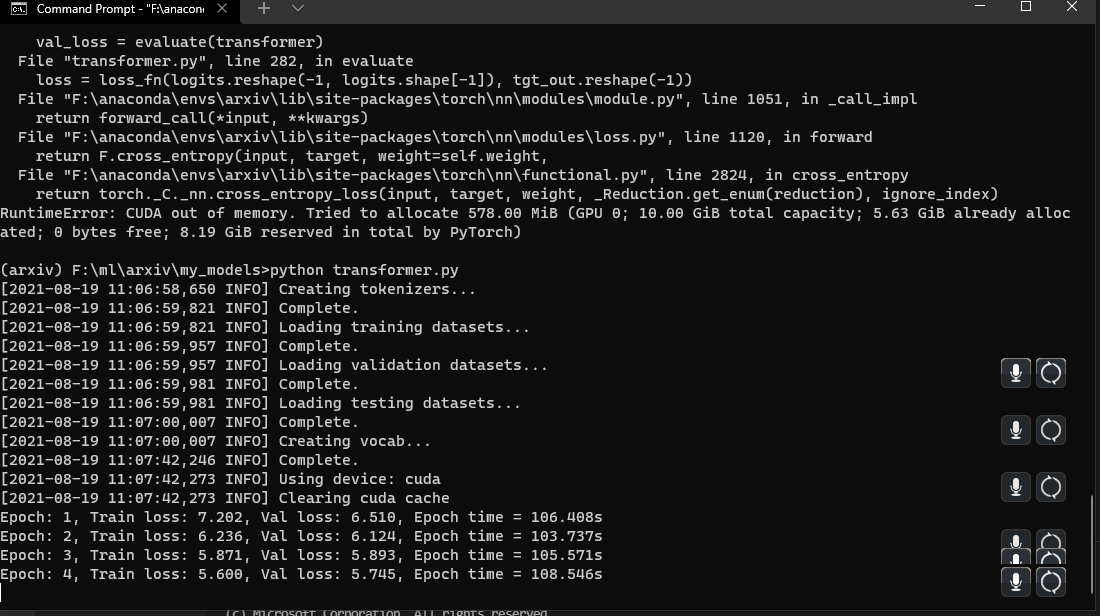 Command Prompt - "F:\anacon
val_loss = evaluate(transformer)
File "transformer.py", line 282, in evaluate
loss = loss_fn(logits.reshape(-1, logits.shape[-1]), tgt_out.reshape(-1))
File "F:\anaconda\envs\arxiv\lib\site-packages\torch\nn\modules\module.py", line 1051, in _call_impl
return forward_call(*input, **kwargs)
File "F:\anaconda\envs\arxiv\lib\site-packages\torch\nn\modules\loss.py", line 1120, in forward
return F.cross_entropy(input, target, weight=self.weight,
File "F:\anaconda\envs\arxiv\lib\site-packages\torch\nn\functional.py", line 2824, in cross_entropy
return torch._C._nn.cross_entropy_loss(input, target, weight, _Reduction.get_enum(reduction), ignore_index)
RuntimeError: CUDA out of memory. Tried to allocate 578.00 MiB (GPU 0; 10.00 GiB total capacity; 5.63 GiB already alloc
ated; 0 bytes free; 8.19 GiB reserved in total by PyTorch)
(arxiv) F:\ml\arxiv\my_models>python transformer.py
[2021-08-19 11:06:58,650 INFO] Creating tokenizers...
[2021-08-19 11:06:59,821 INFO] Complete.
[2021-08-19 11:06:59,821 INFO] Loading training datasets...
[2021-08-19 11:06:59,957 INFO] Complete.
[2021-08-19 11:06:59,957 INFO] Loading validation datasets...
[2021-08-19 11:06:59,981 INFO] Complete.
[2021-08-19 11:06:59,981 INFO] Loading testing datasets...
[2021-08-19 11:07:00,007 INFO] Complete.
[2021-08-19 11:07:00,007 INFO] Creating vocab...
[2021-08-19 11:07:42,246 INFO] Complete.
[2021-08-19 11:07:42,273 INFO] Using device: cuda
[2021-08-19 11:07:42,273 INFO] Clearing cuda cache
Epoch: 1, Train loss: 7.202, Val loss: 6.510, Epoch time = 106.408s
Epoch: 2, Train loss: 6.236, Val loss: 6.124, Epoch time = 103.737s
Epoch: 3, Train loss: 5.871, Val loss: 5.893, Epoch time = 105.571s
Epoch: 4, Train loss: 5.600, Val loss: 5.745, Epoch time = 108.546s
(c) Microsoft Corporation. All rights reserved